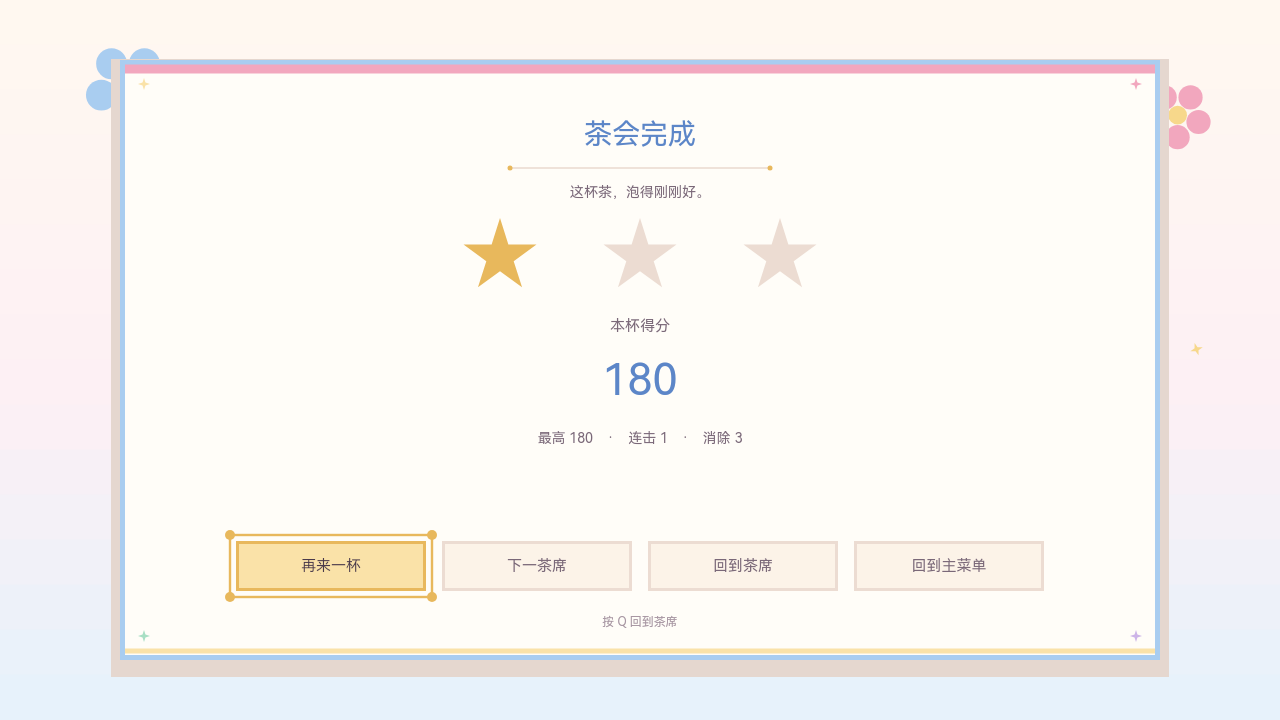 茶会完成
这杯茶，泡得刚刚好。
本杯得分
180
最高 180 · 连击 1 · 消除 3
再来一杯 下一茶席 回到茶席 回到主菜单
按 Q 回到茶席